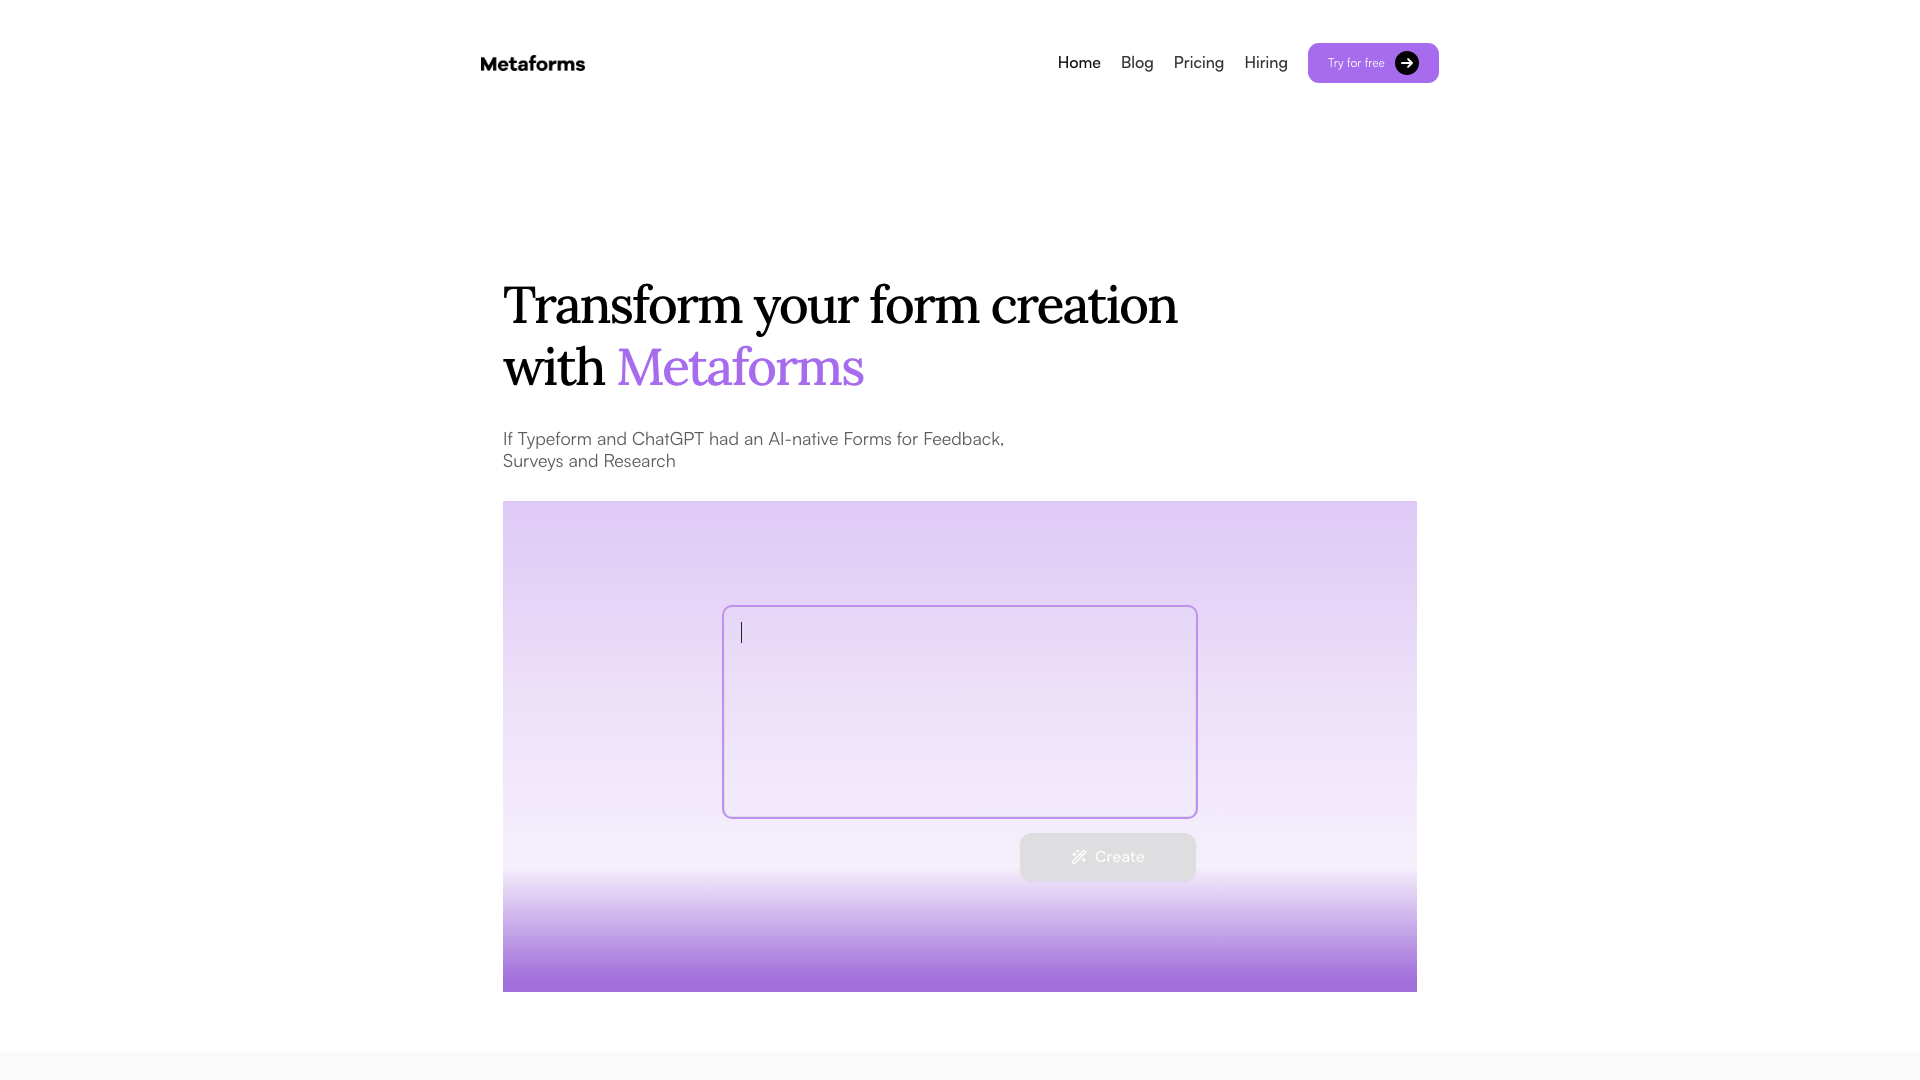 Metaforms
Home
Blog
Pricing
Hiring
Try for free
Transform your form creation
with Metaforms
If Typeform and ChatGPT had an AI-native Forms for Feedback,
Surveys and Research
Create